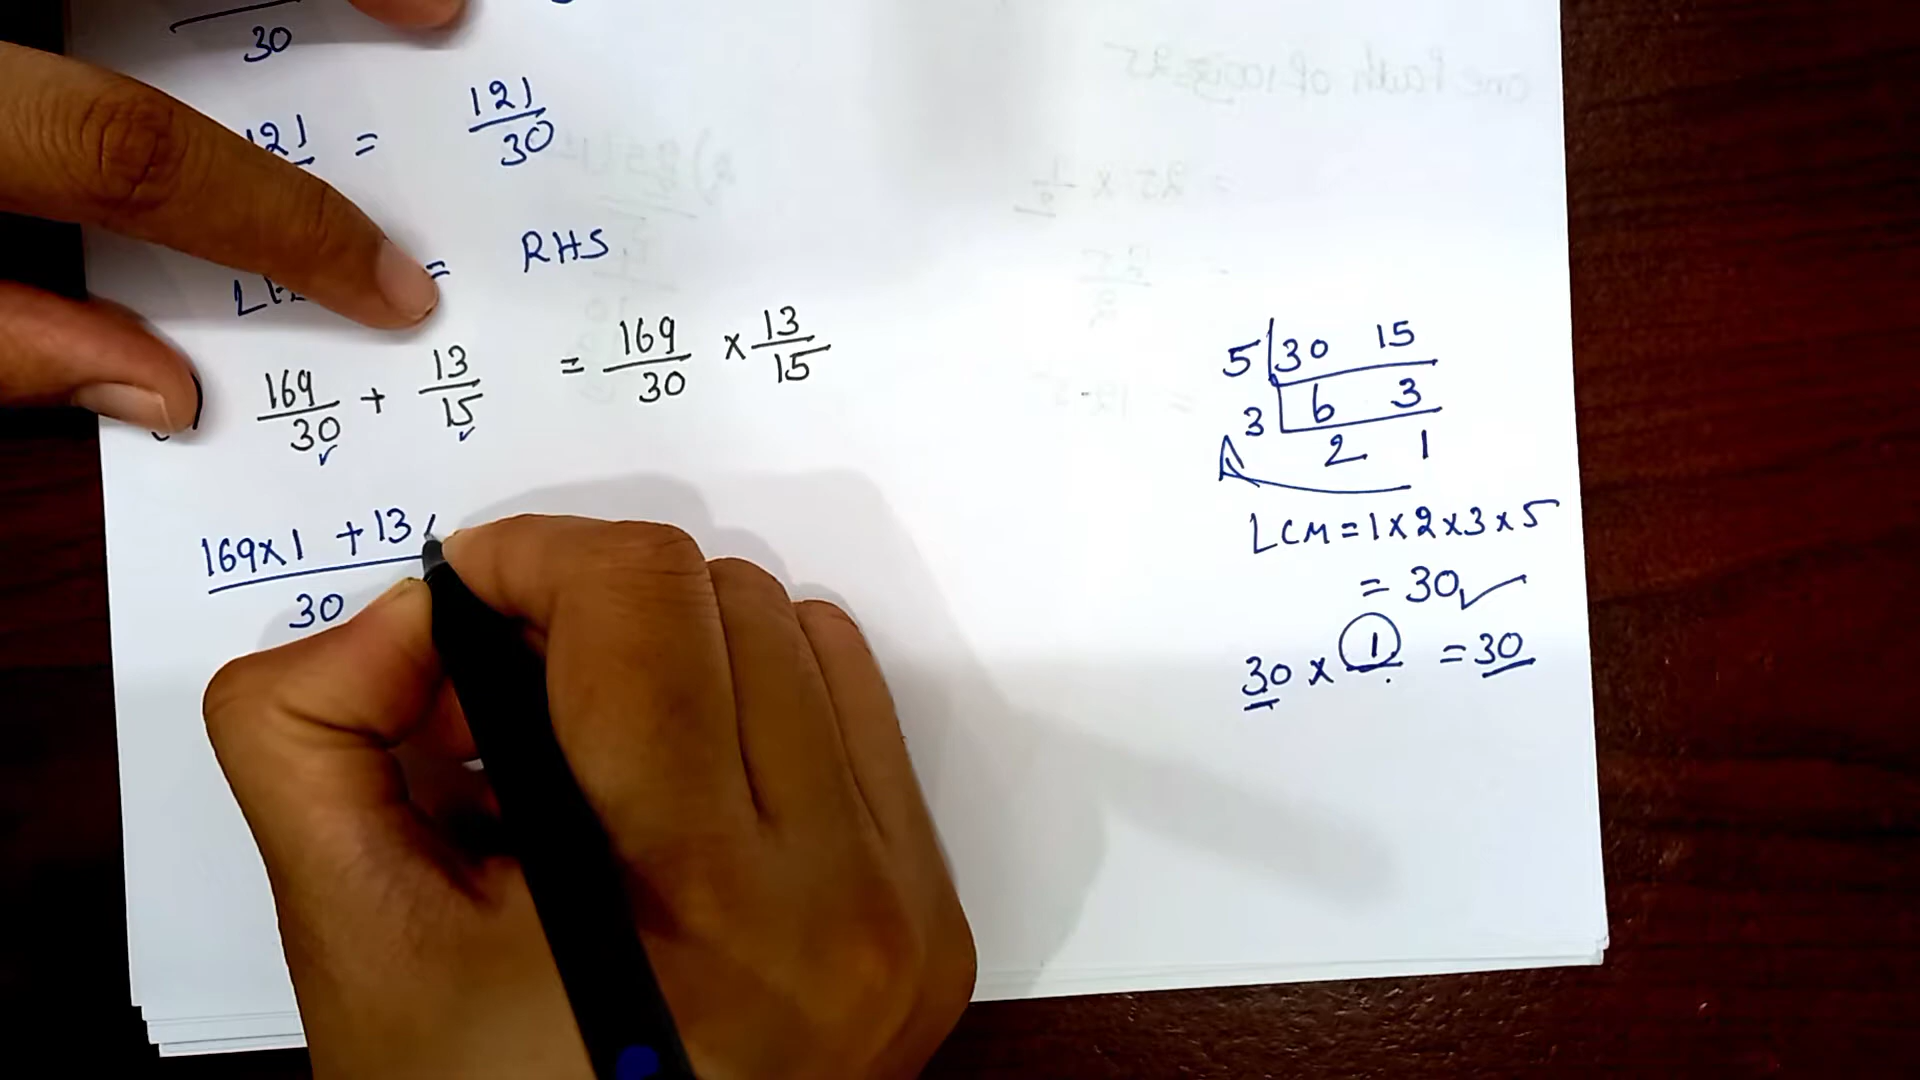 30
121 = 121/30
= RHS
169/30 + 13/15 = 169/30 × 13/15
169×1 + 13
30
5 | 30 15
3 | 6 3
2 1
LCM = 1×2×3×5
= 30
30 × 1 = 30